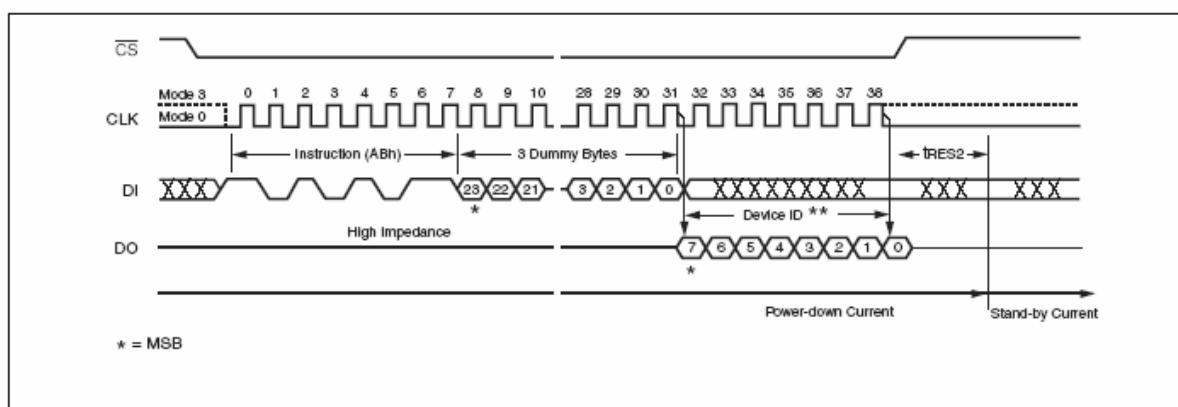 CS
Mode 3 0 1 2 3 4 5 6 7 8 9 10 28 29 30 31 32 33 34 35 36 37 38
CLK Mode 0
Instruction (ABh) 3 Dummy Bytes tRES2
DI 23 22 21 3 2 1 0
* Device ID **
High Impedance
DO 7 6 5 4 3 2 1 0
*
Power-down Current Stand-by Current
* = MSB